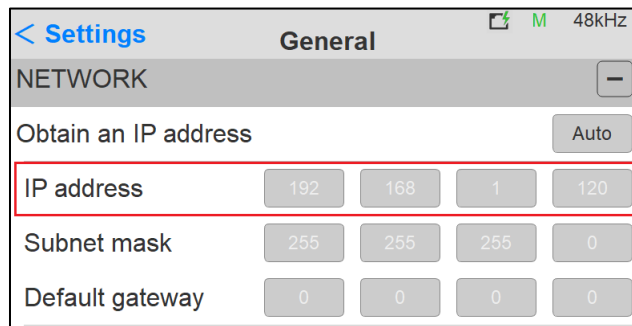 < Settings General M 48kHz
NETWORK −
Obtain an IP address Auto
IP address 192 168 1 120
Subnet mask 255 255 255 0
Default gateway 0 0 0 0